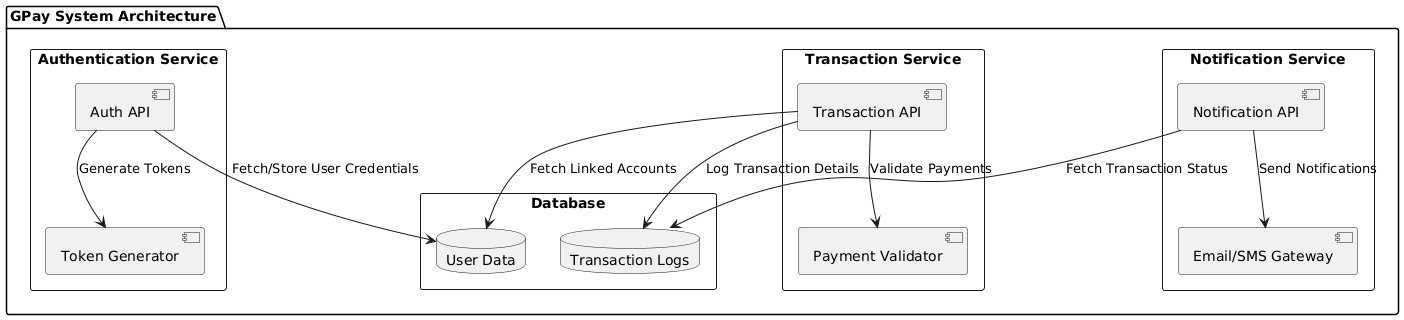 GPay System Architecture
Authentication Service
Transaction Service
Notification Service
Auth API
Transaction API
Notification API
Generate Tokens
Fetch/Store User Credentials
Fetch Linked Accounts
Log Transaction Details
Validate Payments
Fetch Transaction Status
Send Notifications
Database
Token Generator
User Data
Transaction Logs
Payment Validator
Email/SMS Gateway